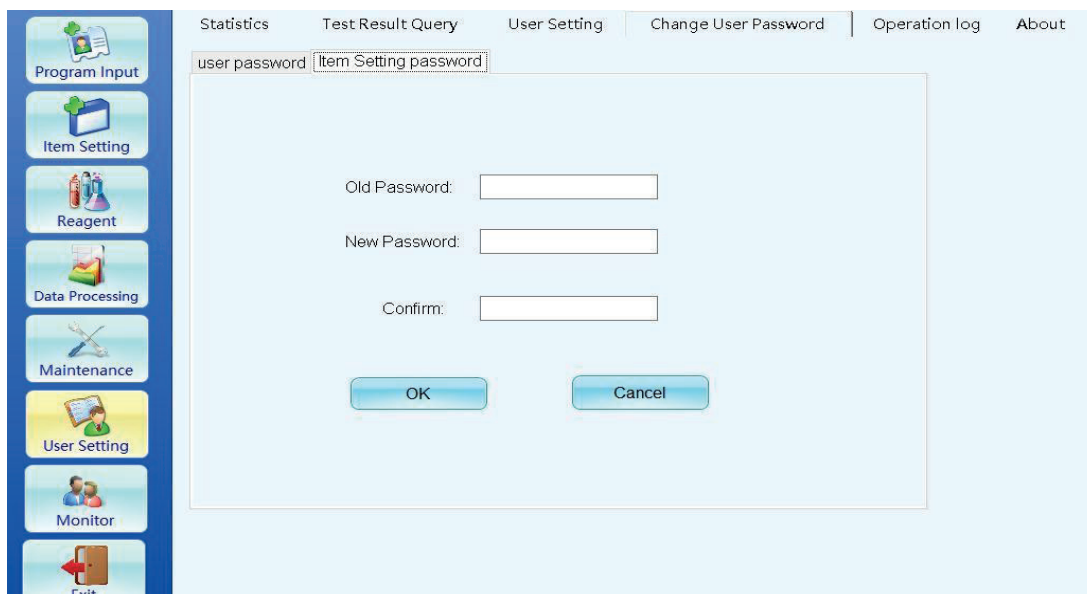 Statistics Test Result Query User Setting Change User Password Operation log About
user password Item Setting password
Program Input
Item Setting
Reagent
Data Processing
Maintenance
User Setting
Monitor
Exit
Old Password:
New Password:
Confirm:
OK Cancel